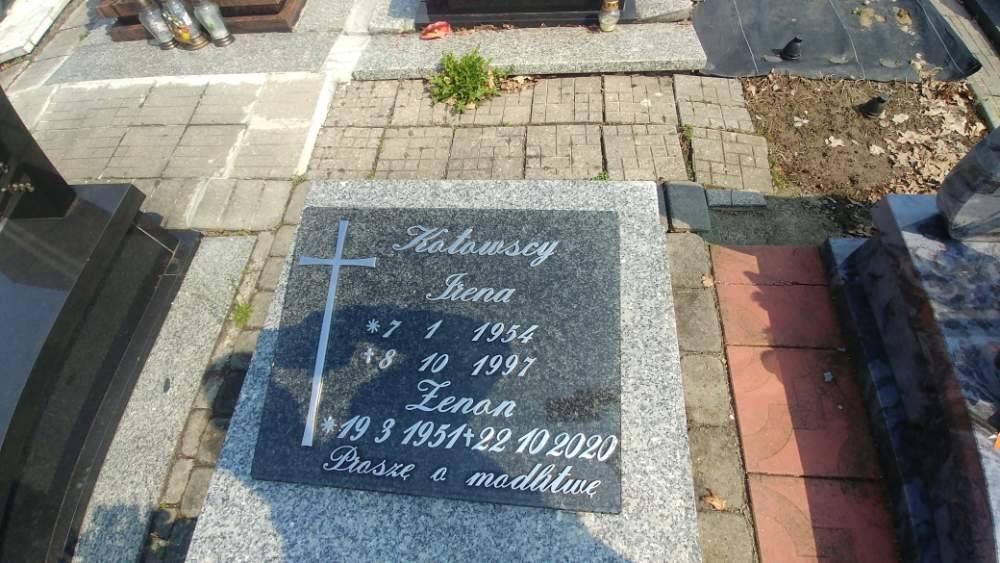 Kotowscy
Irena
*7 1 1954
+8 10 1997
Zenon
*19 3 1951+22 10 2020
Proszę o modlitwę